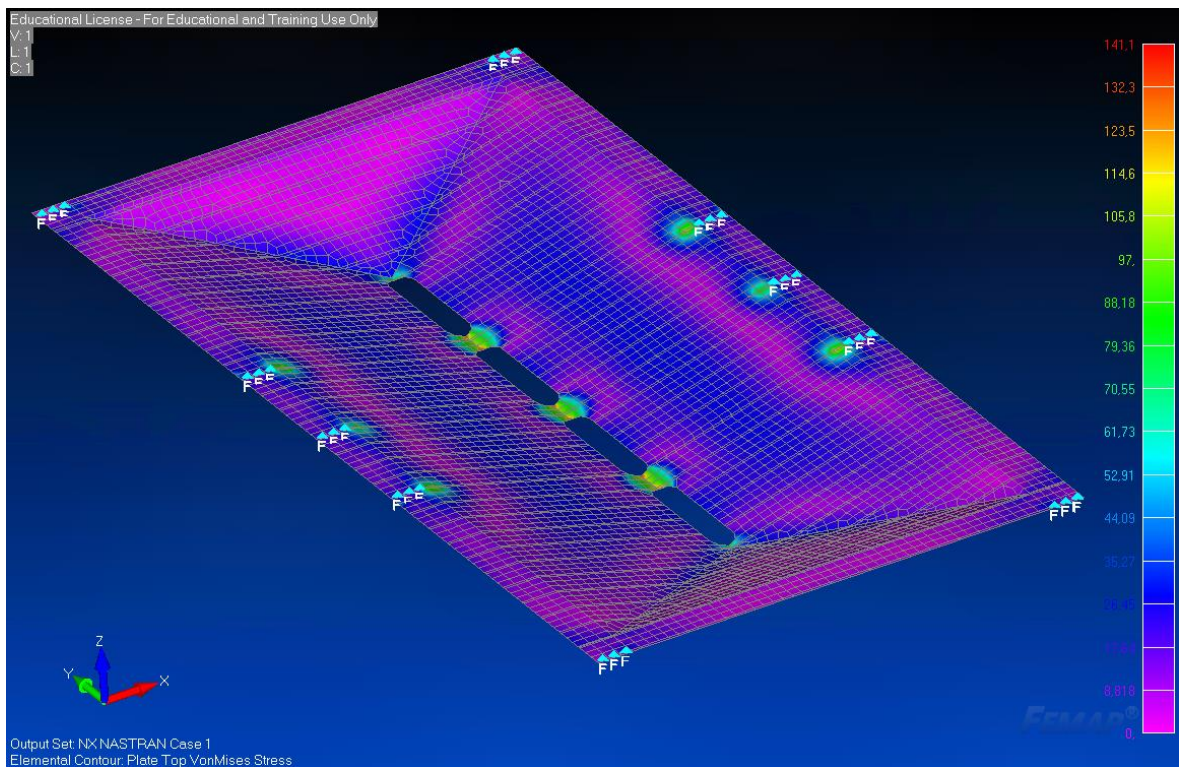 Educational License - For Educational and Training Use Only
V: 1
L: 1
C: 1
141,1
132,3
123,5
114,6
105,8
97,
88,18
79,36
70,55
61,73
52,91
44,09
35,27
26,45
8,818
0,
F F F
F F F
F F F
F F F
F F F
F F F
F F F
F F F
F F F
F F F
Z
Y
X
FEMAP®
Output Set: NX NASTRAN Case 1
Elemental Contour: Plate Top VonMises Stress